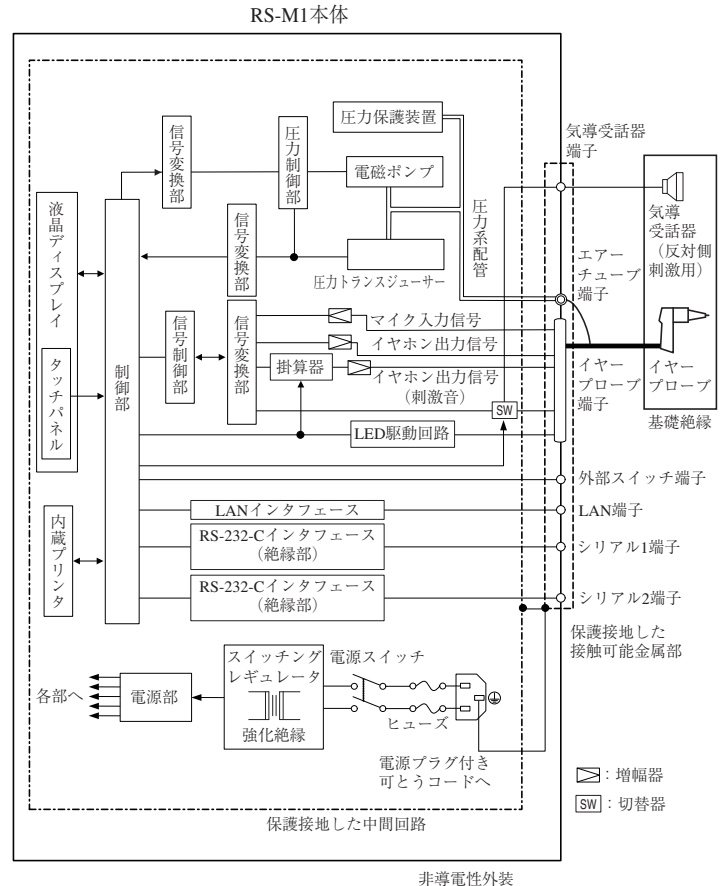 RS-M1本体
圧力保護装置
信号変換部
圧力制御部
電磁ポンプ
気導受話器
端子
気導
受話器
（反対側
刺激用）
液晶ディスプレイ
信号変換部
圧力トランスジューサー
圧力系配管
エアー
チューブ
端子
信号制御部
信号変換部
マイク入力信号
イヤホン出力信号
掛算器
イヤホン出力信号
（刺激音）
制御部
タッチパネル
SW
イヤー
プローブ
端子
イヤー
プローブ
基礎絶縁
LED駆動回路
外部スイッチ端子
LANインタフェース
LAN端子
内蔵プリンタ
RS-232-Cインタフェース
（絶縁部）
シリアル1端子
RS-232-Cインタフェース
（絶縁部）
シリアル2端子
保護接地した
接触可能金属部
スイッチング
レギュレータ
強化絶縁
電源スイッチ
各部へ
電源部
ヒューズ
電源プラグ付き
可とうコードへ
：増幅器
SW：切替器
保護接地した中間回路
非導電性外装